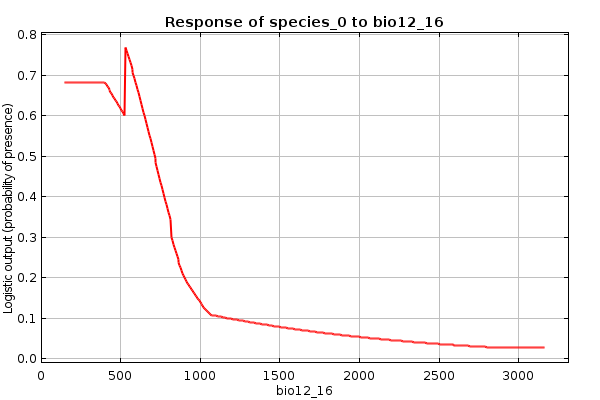 Response of species_0 to bio12_16
Logistic output (probability of presence)
0.8
0.7
0.6
0.5
0.4
0.3
0.2
0.1
0.0
0 500 1000 1500 2000 2500 3000
bio12_16